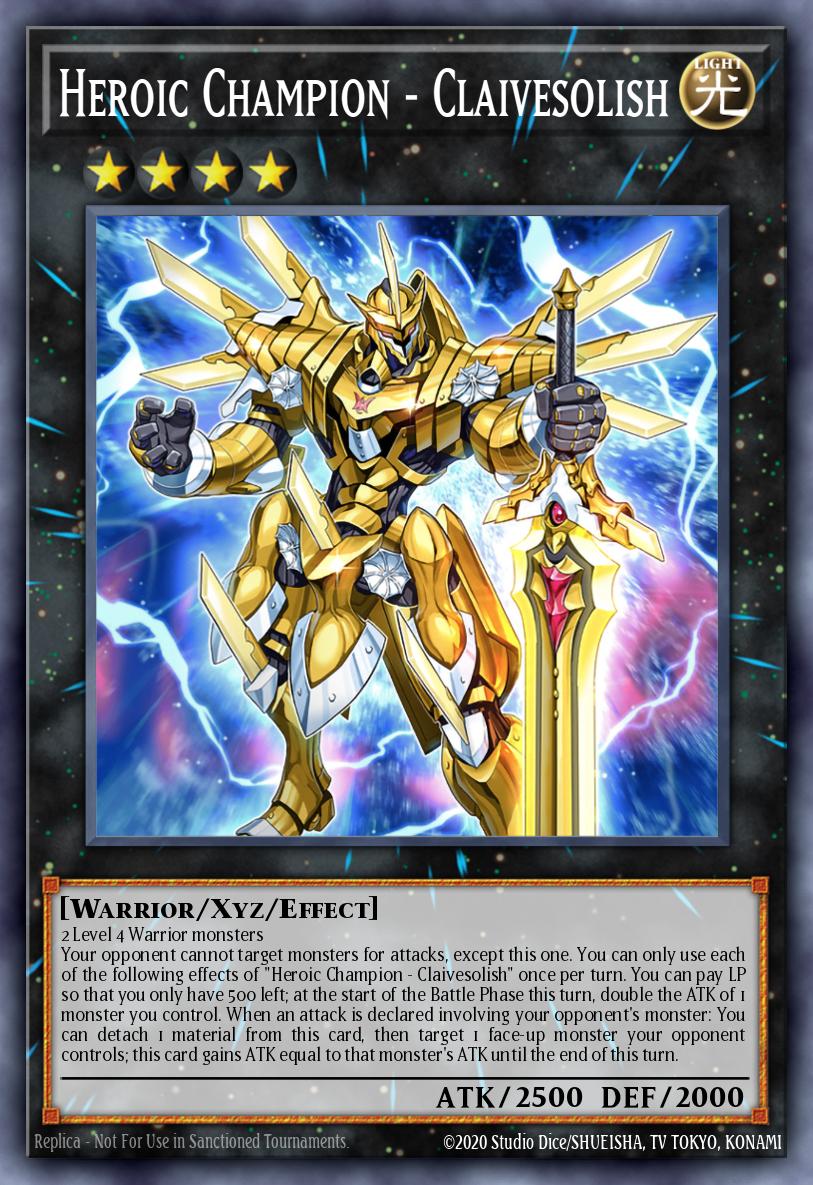 Heroic Champion - Claivesolish
LIGHT
光
[Warrior/Xyz/Effect]
2 Level 4 Warrior monsters
Your opponent cannot target monsters for attacks, except this one. You can only use each
of the following effects of "Heroic Champion - Claivesolish" once per turn. You can pay LP
so that you only have 500 left; at the start of the Battle Phase this turn, double the ATK of 1
monster you control. When an attack is declared involving your opponent's monster: You
can detach 1 material from this card, then target 1 face-up monster your opponent
controls; this card gains ATK equal to that monster's ATK until the end of this turn.
ATK/2500 DEF/2000
Replica - Not For Use in Sanctioned Tournaments.
©2020 Studio Dice/SHUEISHA, TV TOKYO, KONAMI